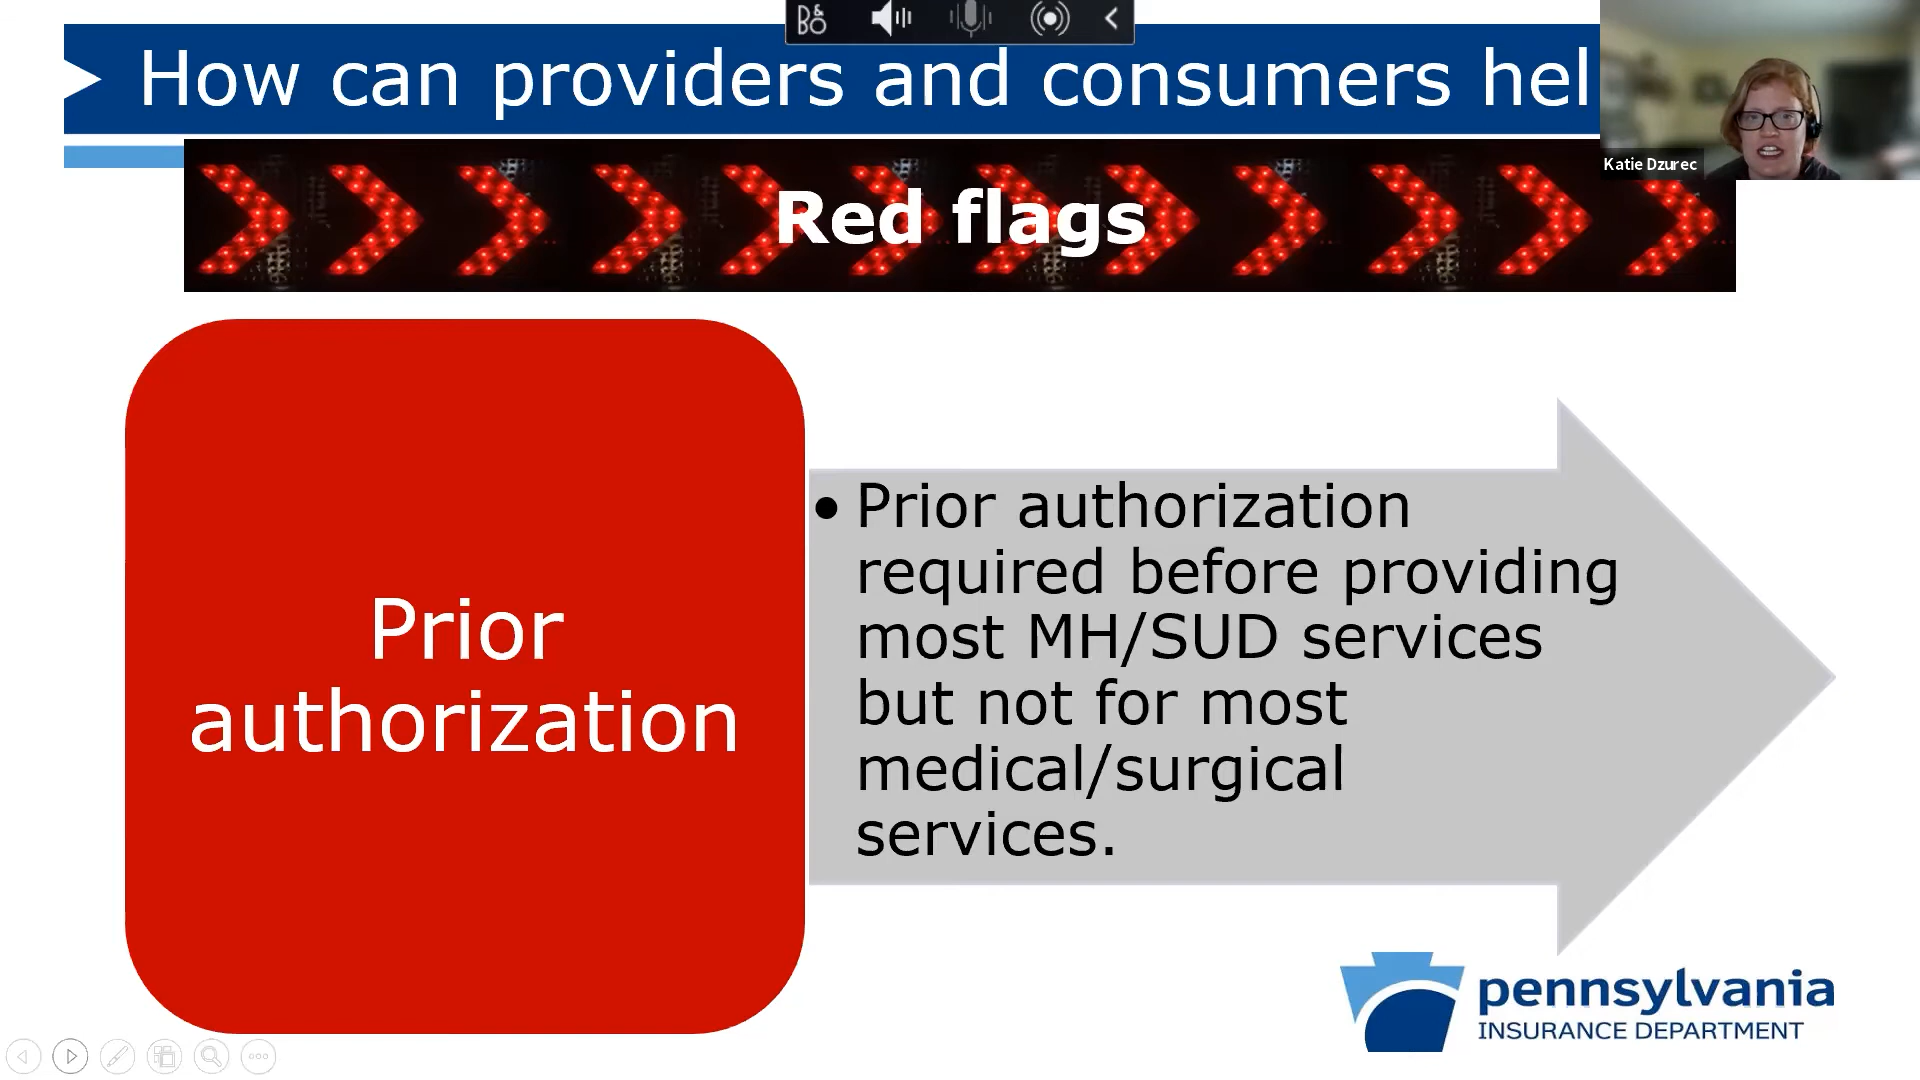 B&O
How can providers and consumers hel
Katie Dzurec
Red flags
Prior
authorization
• Prior authorization
required before providing
most MH/SUD services
but not for most
medical/surgical
services.
pennsylvania
INSURANCE DEPARTMENT